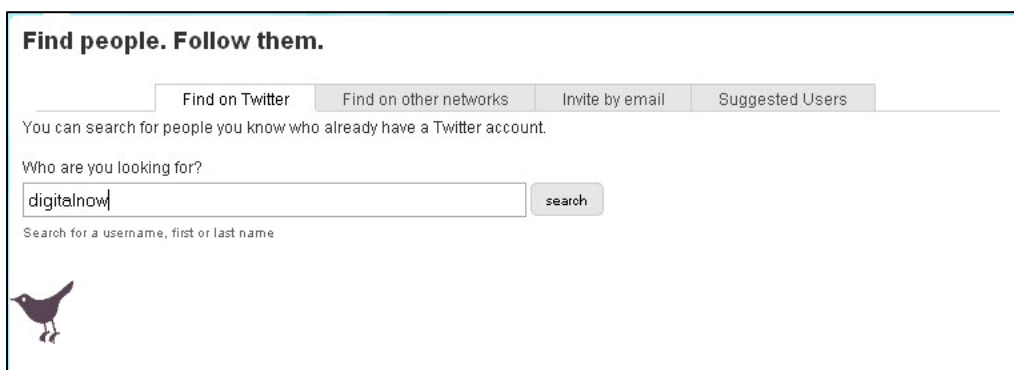 Find people. Follow them.
Find on Twitter Find on other networks Invite by email Suggested Users
You can search for people you know who already have a Twitter account.
Who are you looking for?
digitalnow search
Search for a username, first or last name